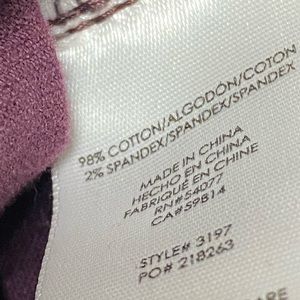 98% COTTON/ALGODÓN/COTON
2% SPANDEX/SPANDEX/SPANDEX
MADE IN CHINA
HECHO EN CHINA
FABRIQUÉ EN CHINE
RN#54077
CA#59814
STYLE# 3197
PO# 218263